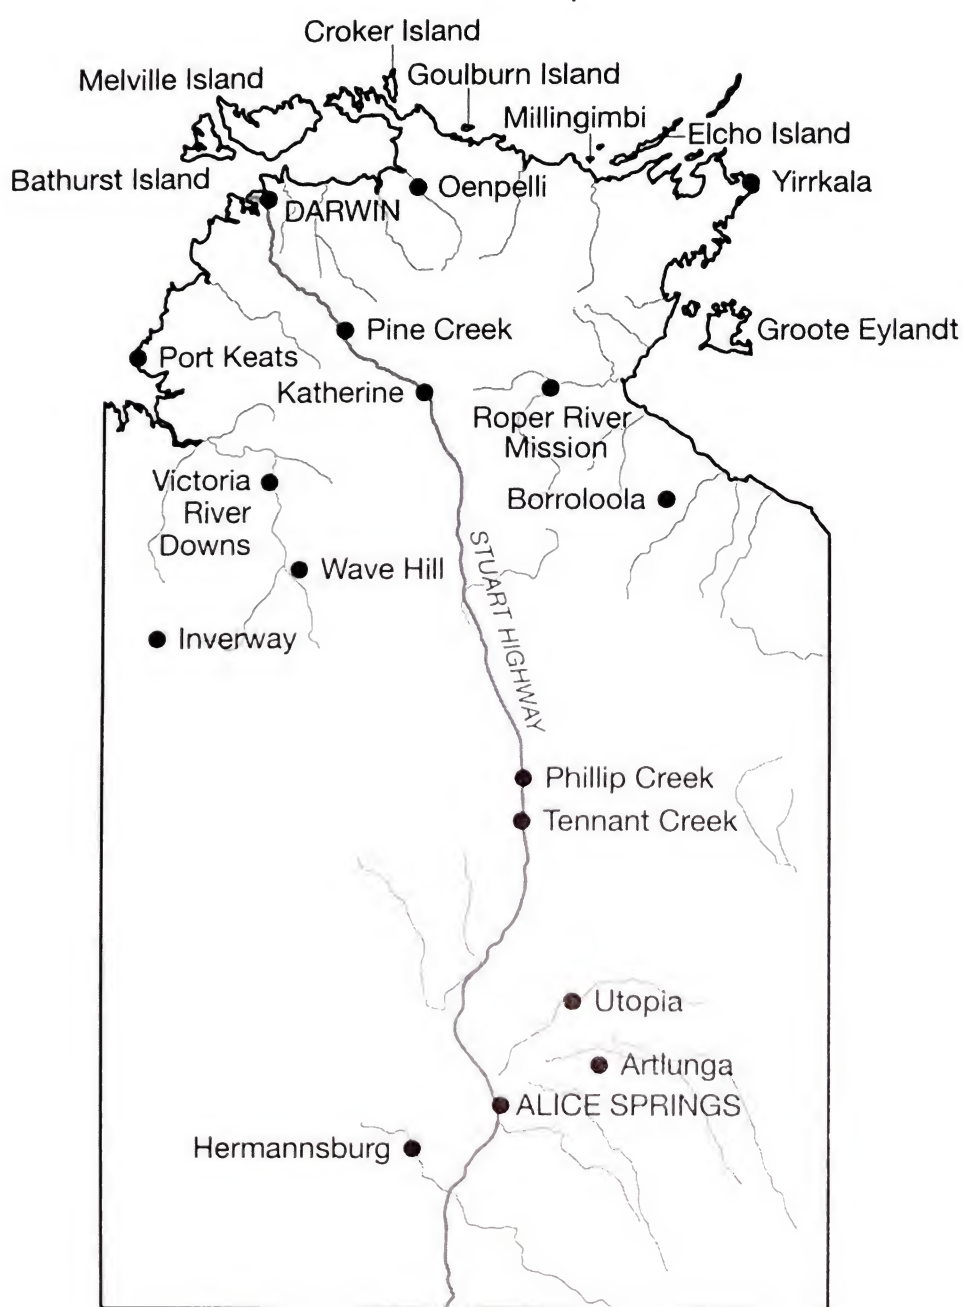 Croker Island
Melville Island
Goulburn Island
Millingimbi
Elcho Island
Bathurst Island
Oenpelli
Yirrkala
DARWIN
Pine Creek
Groote Eylandt
Port Keats
Katherine
Roper River
Mission
Victoria
River
Downs
Borroloola
STUART HIGHWAY
Wave Hill
Inverway
Phillip Creek
Tennant Creek
Utopia
Artlunga
ALICE SPRINGS
Hermannsburg